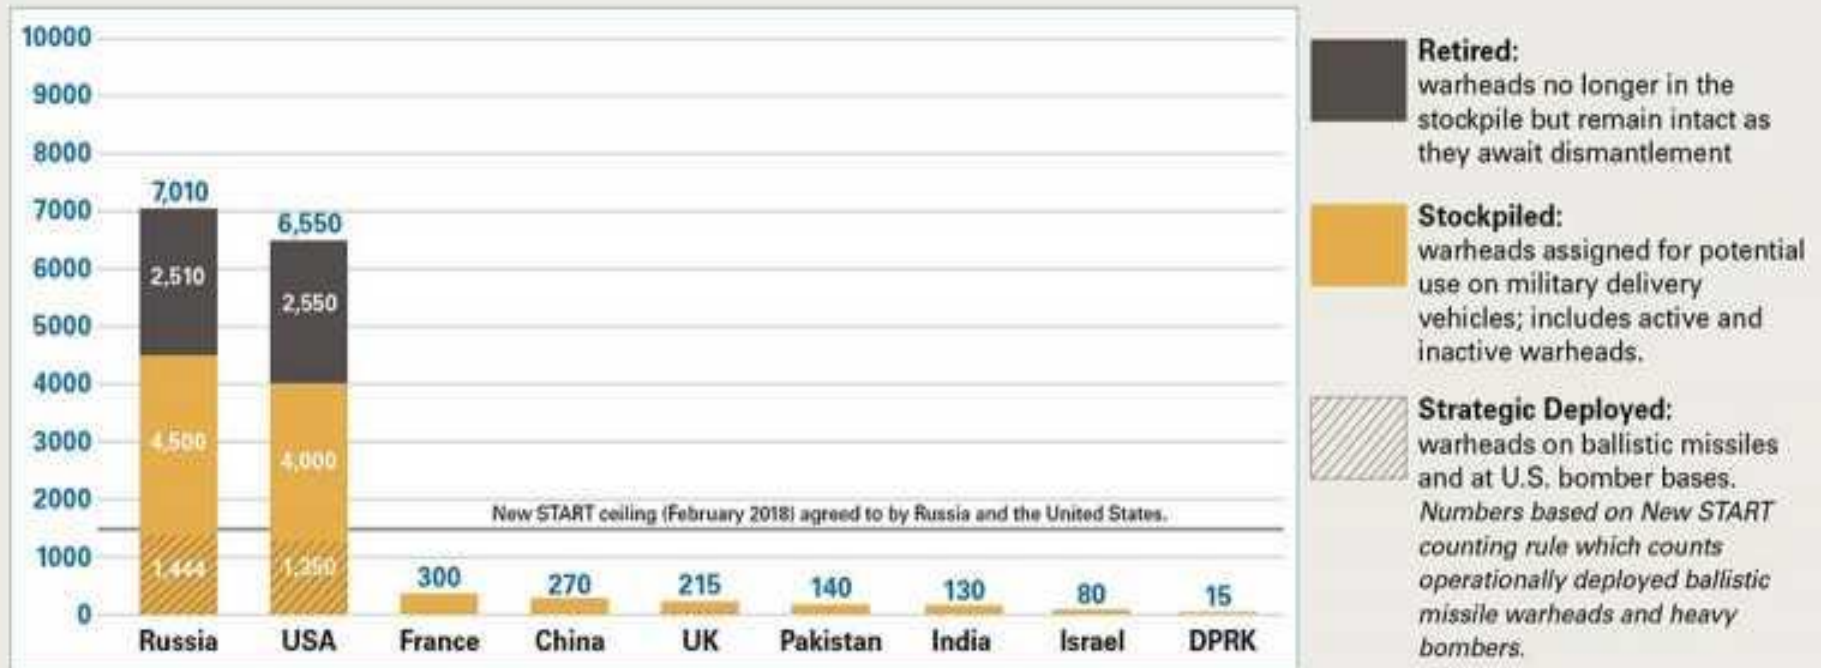 10000
9000
8000
7000
6000
5000
4000
3000
2000
1000
0
7,010
2,510
4,500
1,444
6,550
2,550
4,000
1,350
300
270
215
140
130
80
15
New START ceiling (February 2018) agreed to by Russia and the United States.
Russia
USA
France
China
UK
Pakistan
India
Israel
DPRK
Retired:
warheads no longer in the
stockpile but remain intact as
they await dismantlement
Stockpiled:
warheads assigned for potential
use on military delivery
vehicles; includes active and
inactive warheads.
Strategic Deployed:
warheads on ballistic missiles
and at U.S. bomber bases.
Numbers based on New START
counting rule which counts
operationally deployed ballistic
missile warheads and heavy
bombers.